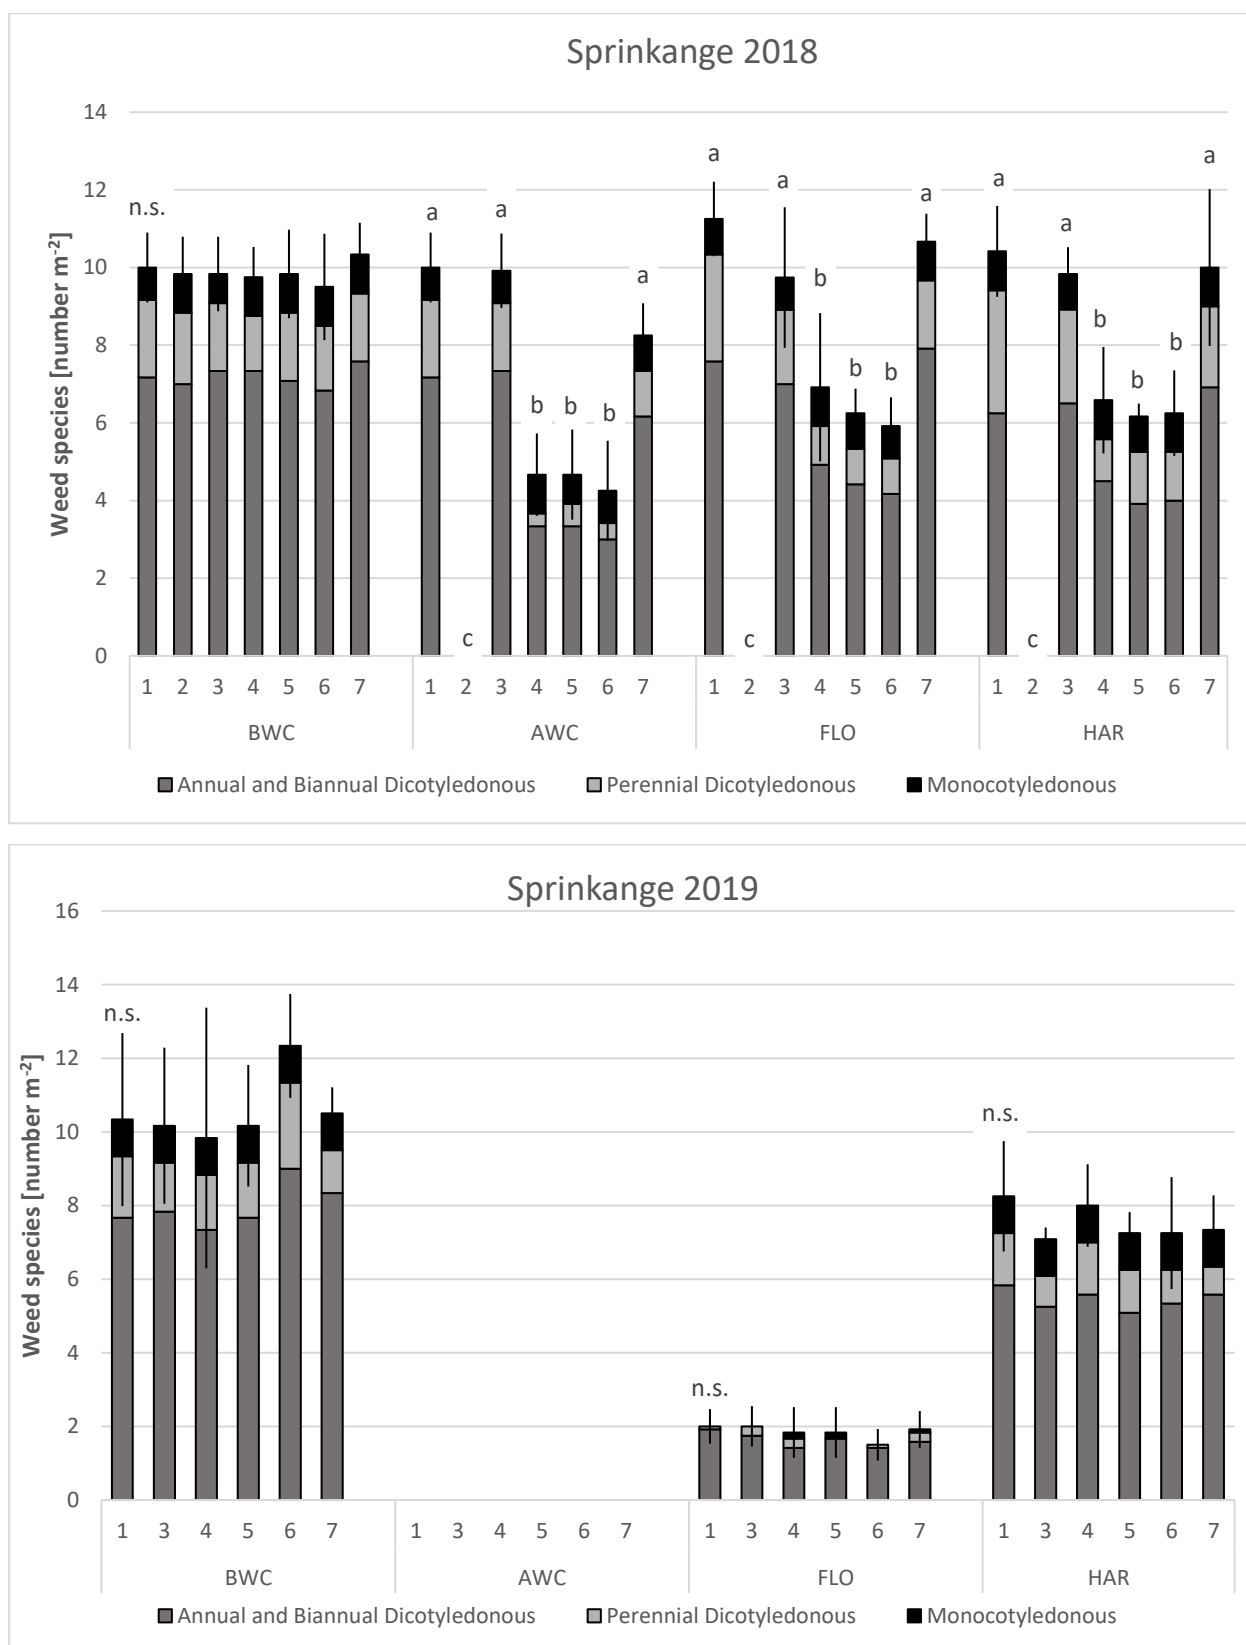 Sprinkange 2018
Weed species [number m-2]
14
12
10
8
6
4
2
0
n.s.
a
c
a
b
b
b
a
a
c
a
b
b
b
a
a
c
a
b
b
b
a
1 2 3 4 5 6 7 1 2 3 4 5 6 7 1 2 3 4 5 6 7 1 2 3 4 5 6 7
BWC AWC FLO HAR
Annual and Biannual Dicotyledonous Perennial Dicotyledonous Monocotyledonous
Sprinkange 2019
Weed species [number m-2]
16
14
12
10
8
6
4
2
0
n.s.
n.s.
n.s.
1 3 4 5 6 7 1 3 4 5 6 7 1 3 4 5 6 7 1 3 4 5 6 7
BWC AWC FLO HAR
Annual and Biannual Dicotyledonous Perennial Dicotyledonous Monocotyledonous